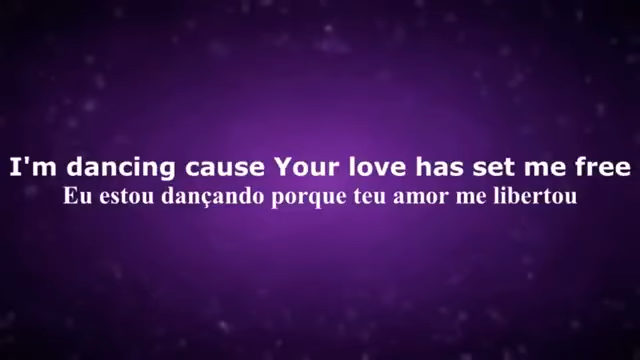 I'm dancing cause Your love has set me free
Eu estou dançando porque teu amor me libertou